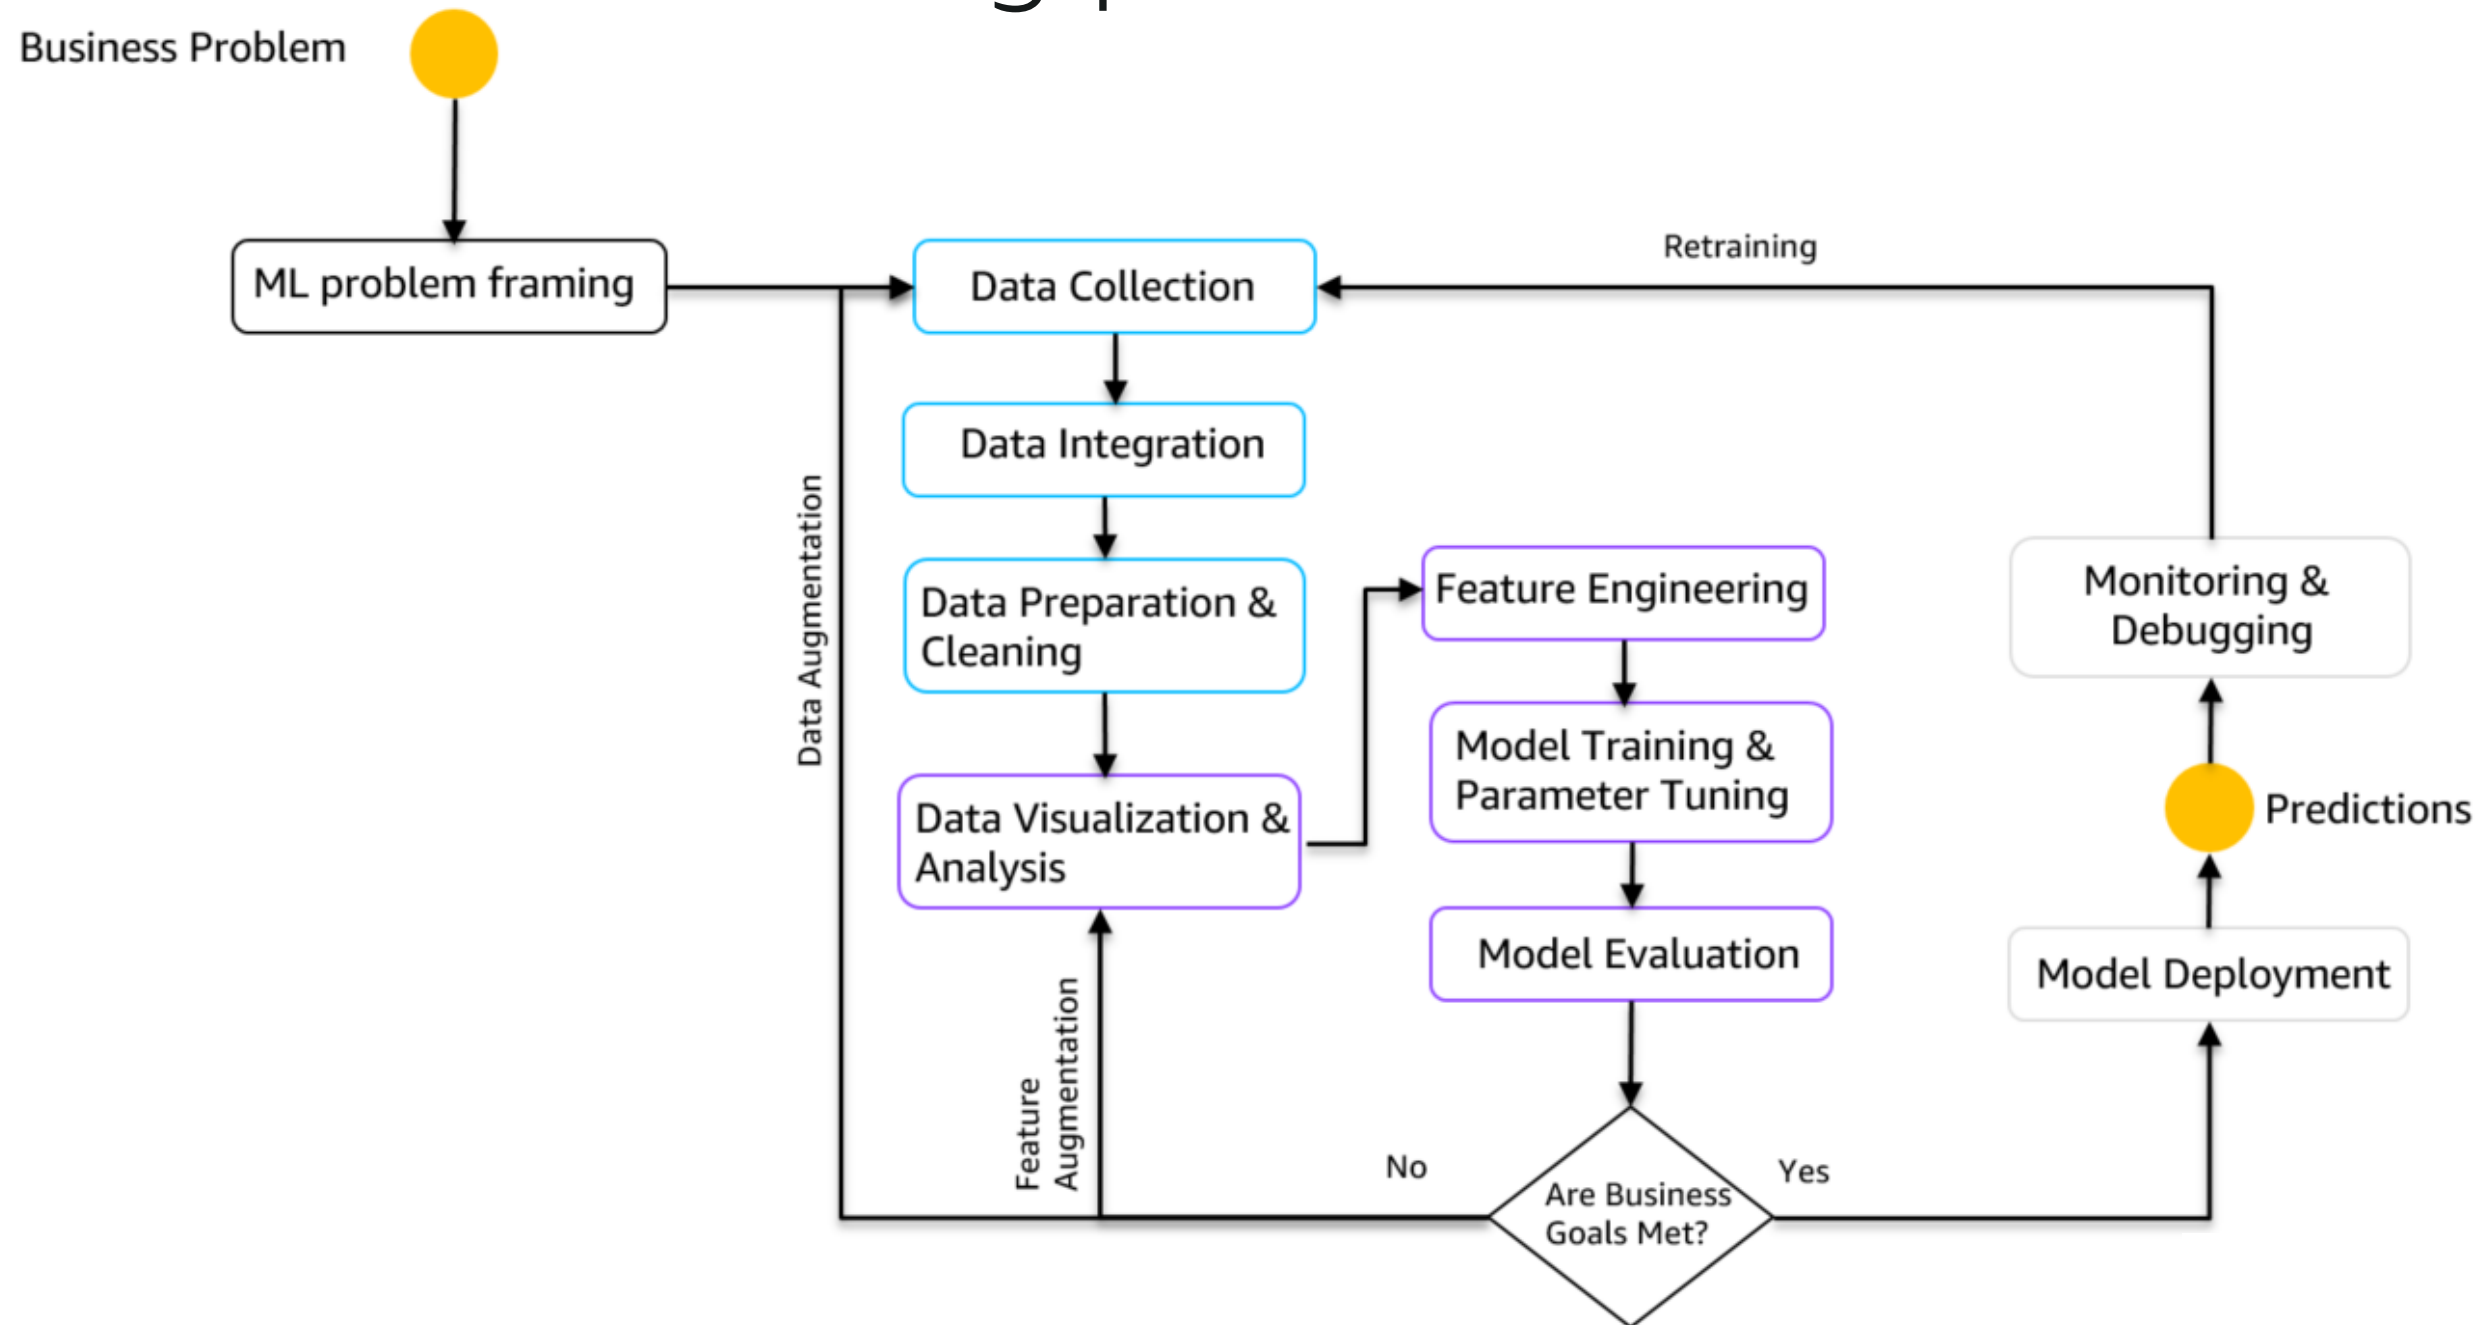 Business Problem
ML problem framing
Data Collection
Retraining
Data Integration
Data Augmentation
Data Preparation &
Cleaning
Feature Engineering
Monitoring &
Debugging
Model Training &
Parameter Tuning
Data Visualization &
Analysis
Predictions
Model Evaluation
Model Deployment
Feature
Augmentation
No
Yes
Are Business
Goals Met?